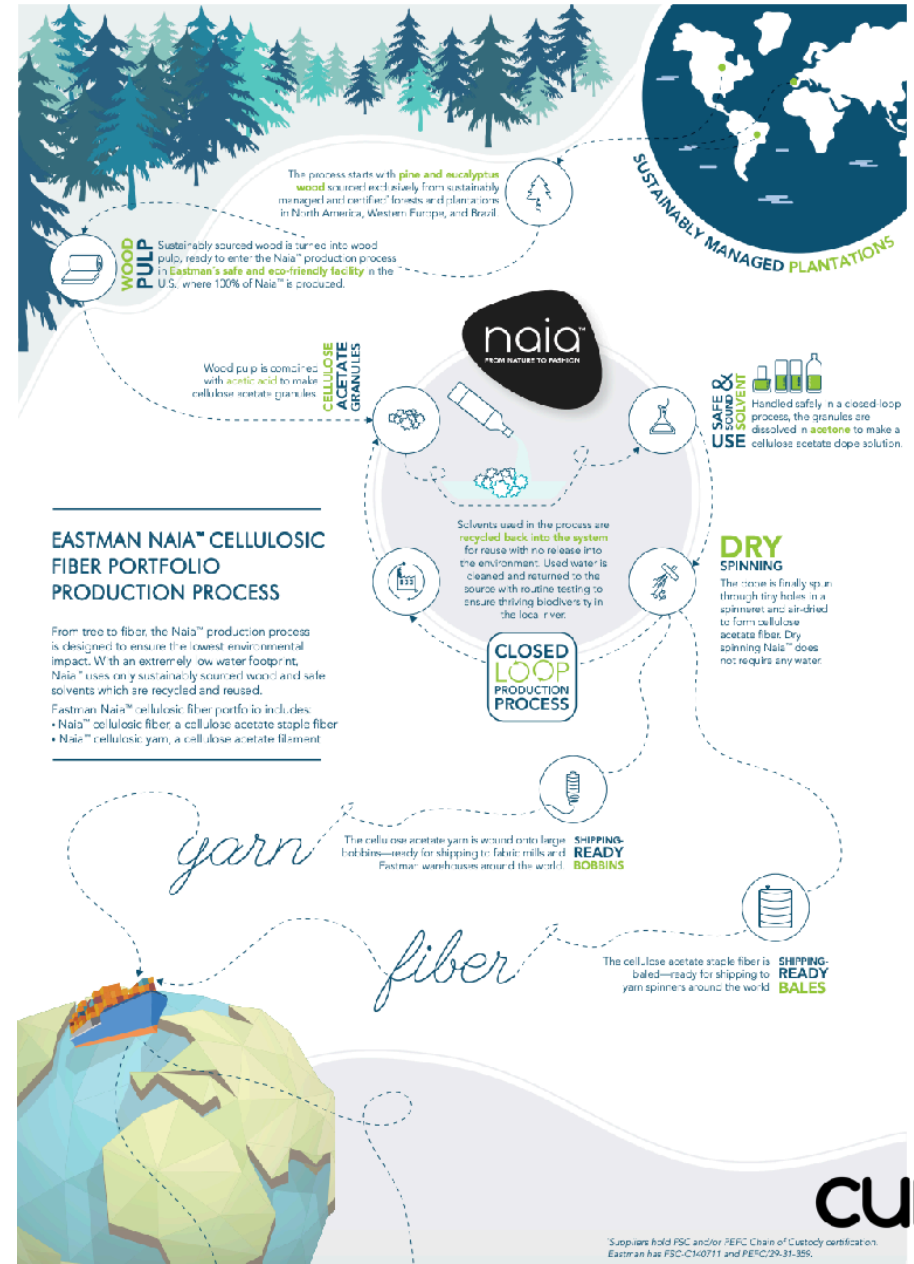 SUSTAINABLY MANAGED PLANTATIONS
The process starts with pine and eucalyptus
wood sourced exclusively from sustainably
managed and certified* forests and plantations
in North America, Western Europe, and Brazil.
WOOD
PULP
Sustainably sourced wood is turned into wood
pulp, ready to enter the Naia™ production process
in Eastman's safe and eco-friendly facility in the
U.S., where 100% of Naia™ is produced.
naia™
FROM NATURE TO FASHION
Wood pulp is combined
with acetic acid to make
cellulose acetate granules.
CELLULOSE
ACETATE
GRANULES
USE SAFE &
SOUND
SOLVENT
Handled safely in a closed-loop
process, the granules are
dissolved in acetone to make a
cellulose acetate dope solution.
Solvents used in the process are
recycled back into the system
for reuse with no release into
the environment. Used water is
cleaned and returned to the
source with routine testing to
ensure thriving biodiversity in
the local river.
CLOSED
LOOP
PRODUCTION
PROCESS
DRY
SPINNING
The dope is finally spun
through tiny holes in a
spinneret and air-dried
to form cellulose
acetate fiber. Dry
spinning Naia™ does
not require any water.
EASTMAN NAIA™ CELLULOSIC
FIBER PORTFOLIO
PRODUCTION PROCESS
From tree to fiber, the Naia™ production process
is designed to ensure the lowest environmental
impact. With an extremely low water footprint,
Naia™ uses only sustainably sourced wood and safe
solvents which are recycled and reused.
Eastman Naia™ cellulosic fiber portfolio includes:
• Naia™ cellulosic fiber, a cellulose acetate staple fiber
• Naia™ cellulosic yarn, a cellulose acetate filament
yarn
The cellulose acetate yarn is wound onto large
bobbins—ready for shipping to fabric mills and
Eastman warehouses around the world.
SHIPPING-
READY
BOBBINS
fiber
The cellulose acetate staple fiber is
baled—ready for shipping to
yarn spinners around the world
SHIPPING-
READY
BALES
cu
*Suppliers hold FSC and/or PEFC Chain of Custody certification.
Eastman has FSC-C140711 and PEFC/29-31-359.